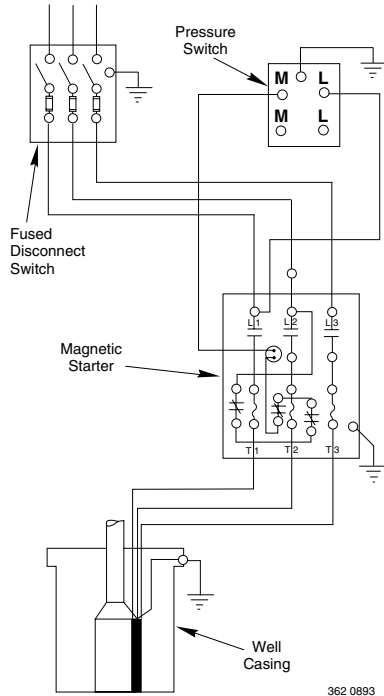 Pressure
Switch
M L
M L
Fused
Disconnect
Switch
L1 L2 L3
Magnetic
Starter
T1 T2 T3
Well
Casing
362 0893